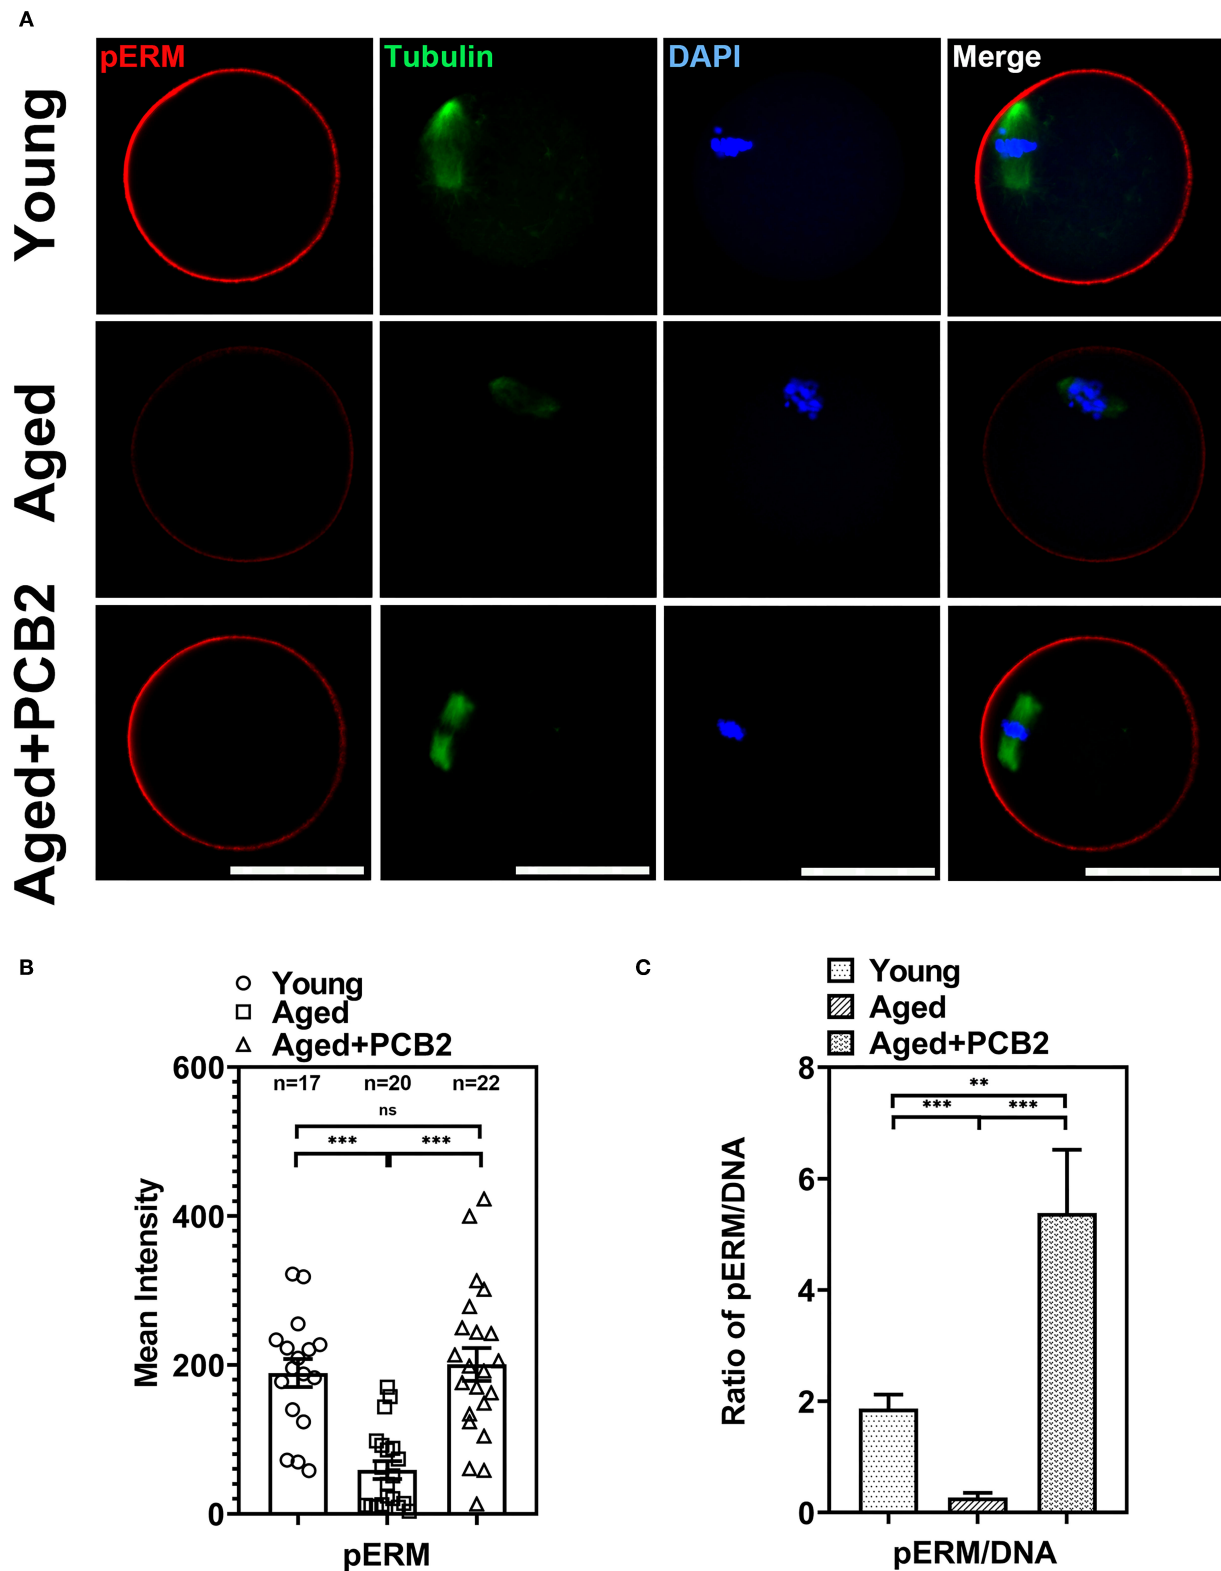 A
pERM
Tubulin
DAPI
Merge
Young
Aged
Aged+PCB2
B
Young
Aged
Aged+PCB2
600
400
200
0
n=17
n=20
n=22
ns
***
***
Mean Intensity
pERM
C
Young
Aged
Aged+PCB2
8
6
4
2
0
**
***
***
Ratio of pERM/DNA
pERM/DNA